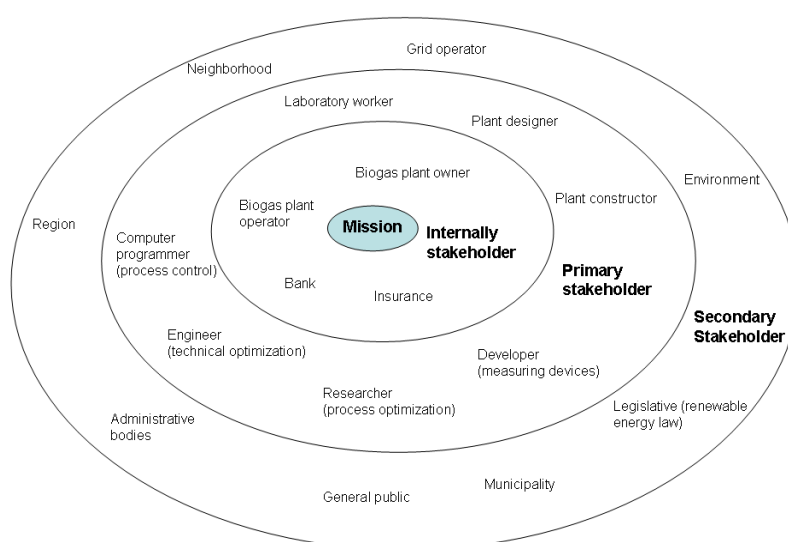 Grid operator
Neighborhood
Laboratory worker
Plant designer
Biogas plant owner
Environment
Plant constructor
Biogas plant
operator
Region
Mission
Internally
stakeholder
Computer
programmer
(process control)
Primary
stakeholder
Bank
Insurance
Secondary
Stakeholder
Engineer
(technical optimization)
Developer
(measuring devices)
Researcher
(process optimization)
Legislative (renewable
energy law)
Administrative
bodies
Municipality
General public